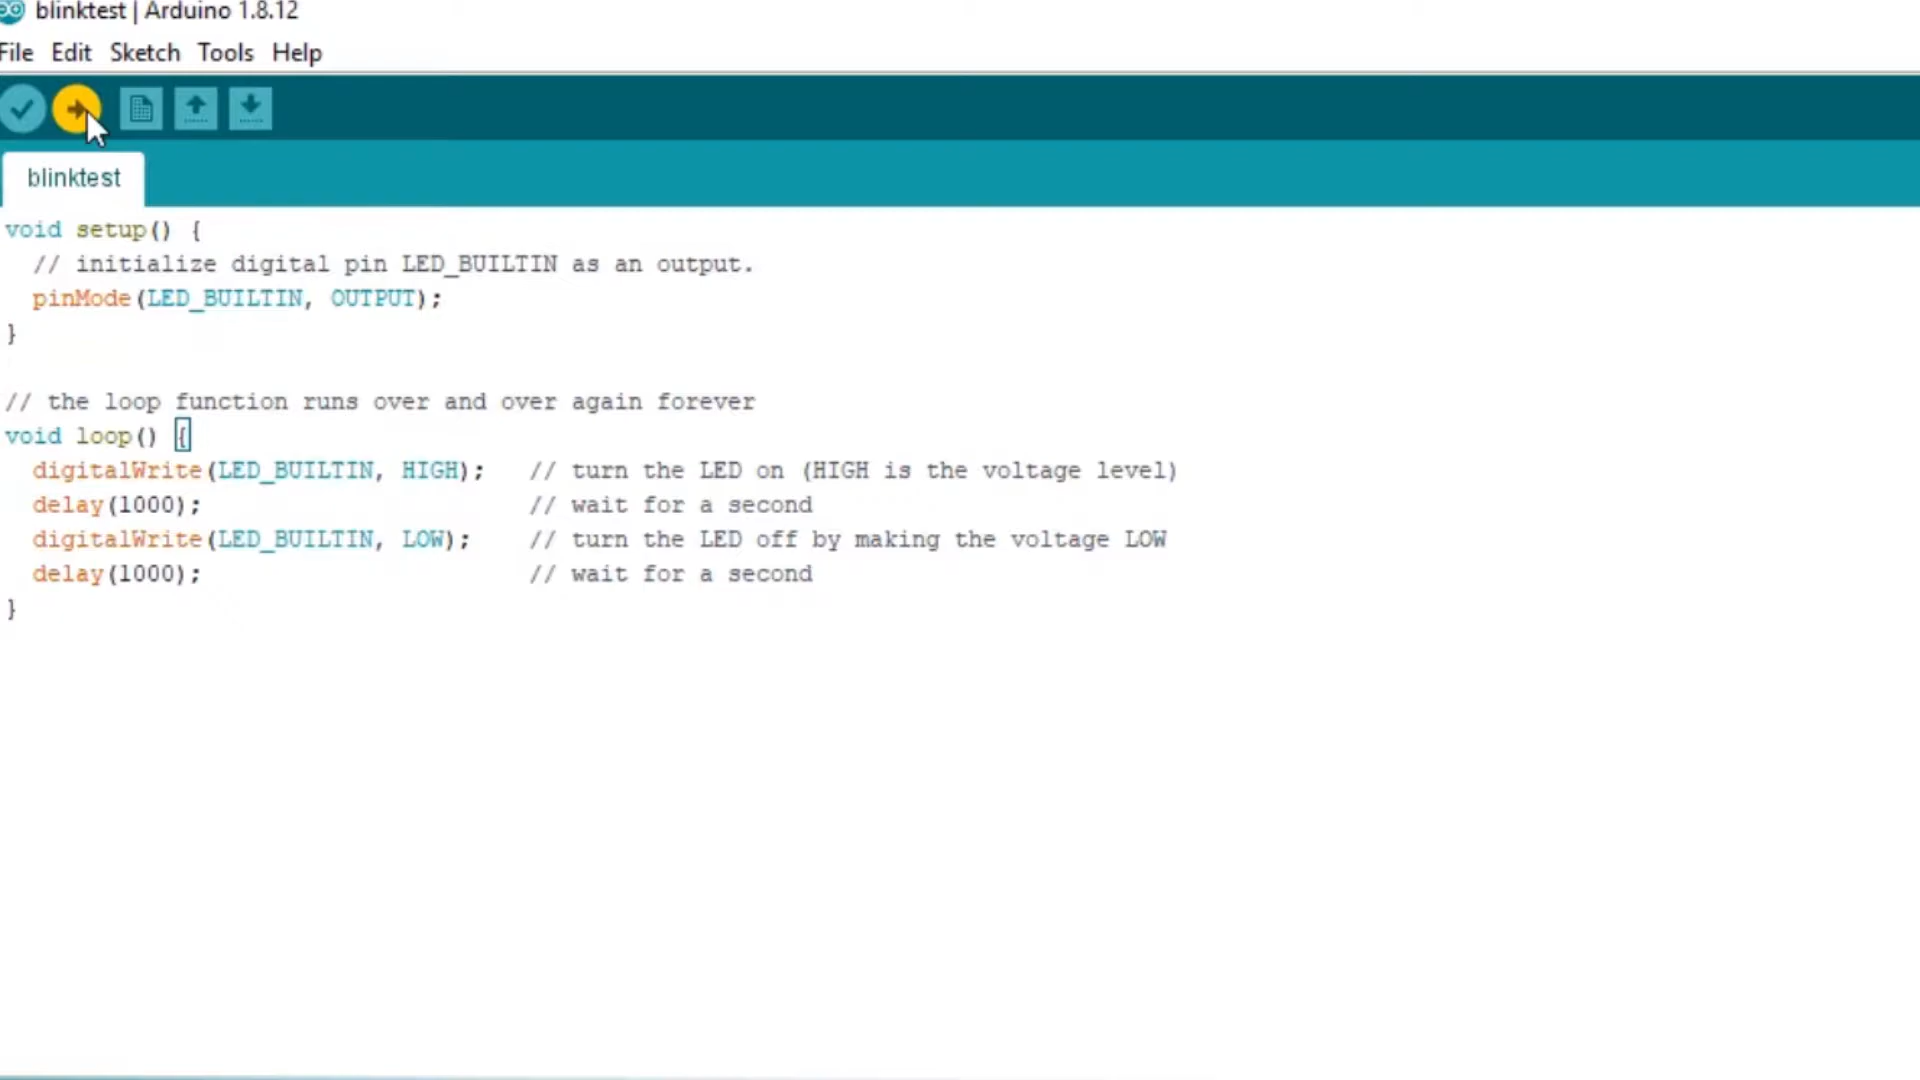 blinktest | Arduino 1.8.12
File Edit Sketch Tools Help
blinktest
void setup() {
  // initialize digital pin LED_BUILTIN as an output.
  pinMode(LED_BUILTIN, OUTPUT);
}
// the loop function runs over and over again forever
void loop() {
  digitalWrite(LED_BUILTIN, HIGH);   // turn the LED on (HIGH is the voltage level)
  delay(1000);                       // wait for a second
  digitalWrite(LED_BUILTIN, LOW);    // turn the LED off by making the voltage LOW
  delay(1000);                       // wait for a second
}